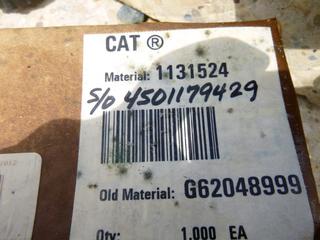 CAT ®
Material: 1131524
S/O 4501179429
Old Material: G62048999
Qty: 1.000 EA